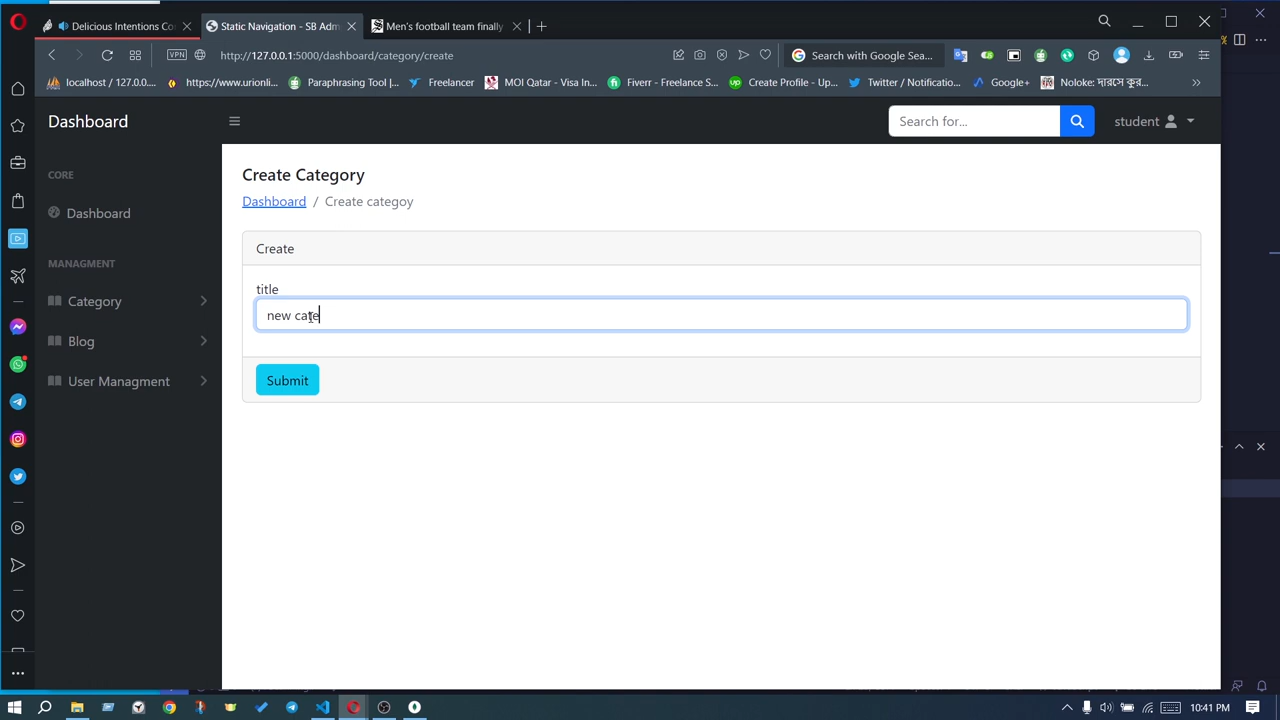 Delicious Intentions Co
Static Navigation - SB Adm
Men's football team finally
VPN
http://127.0.0.1:5000/dashboard/category/create
Search with Google Sea...
localhost / 127.0.0....
https://www.urionli...
Paraphrasing Tool |...
Freelancer
MOI Qatar - Visa In...
Fiverr - Freelance S...
Create Profile - Up...
Twitter / Notificatio...
Google+
Noloke: দারসে কুর...
Dashboard
Search for...
student
CORE
Dashboard
MANAGMENT
Category
Blog
User Managment
Create Category
Dashboard / Create categoy
Create
title
new cate
Submit
10:41 PM